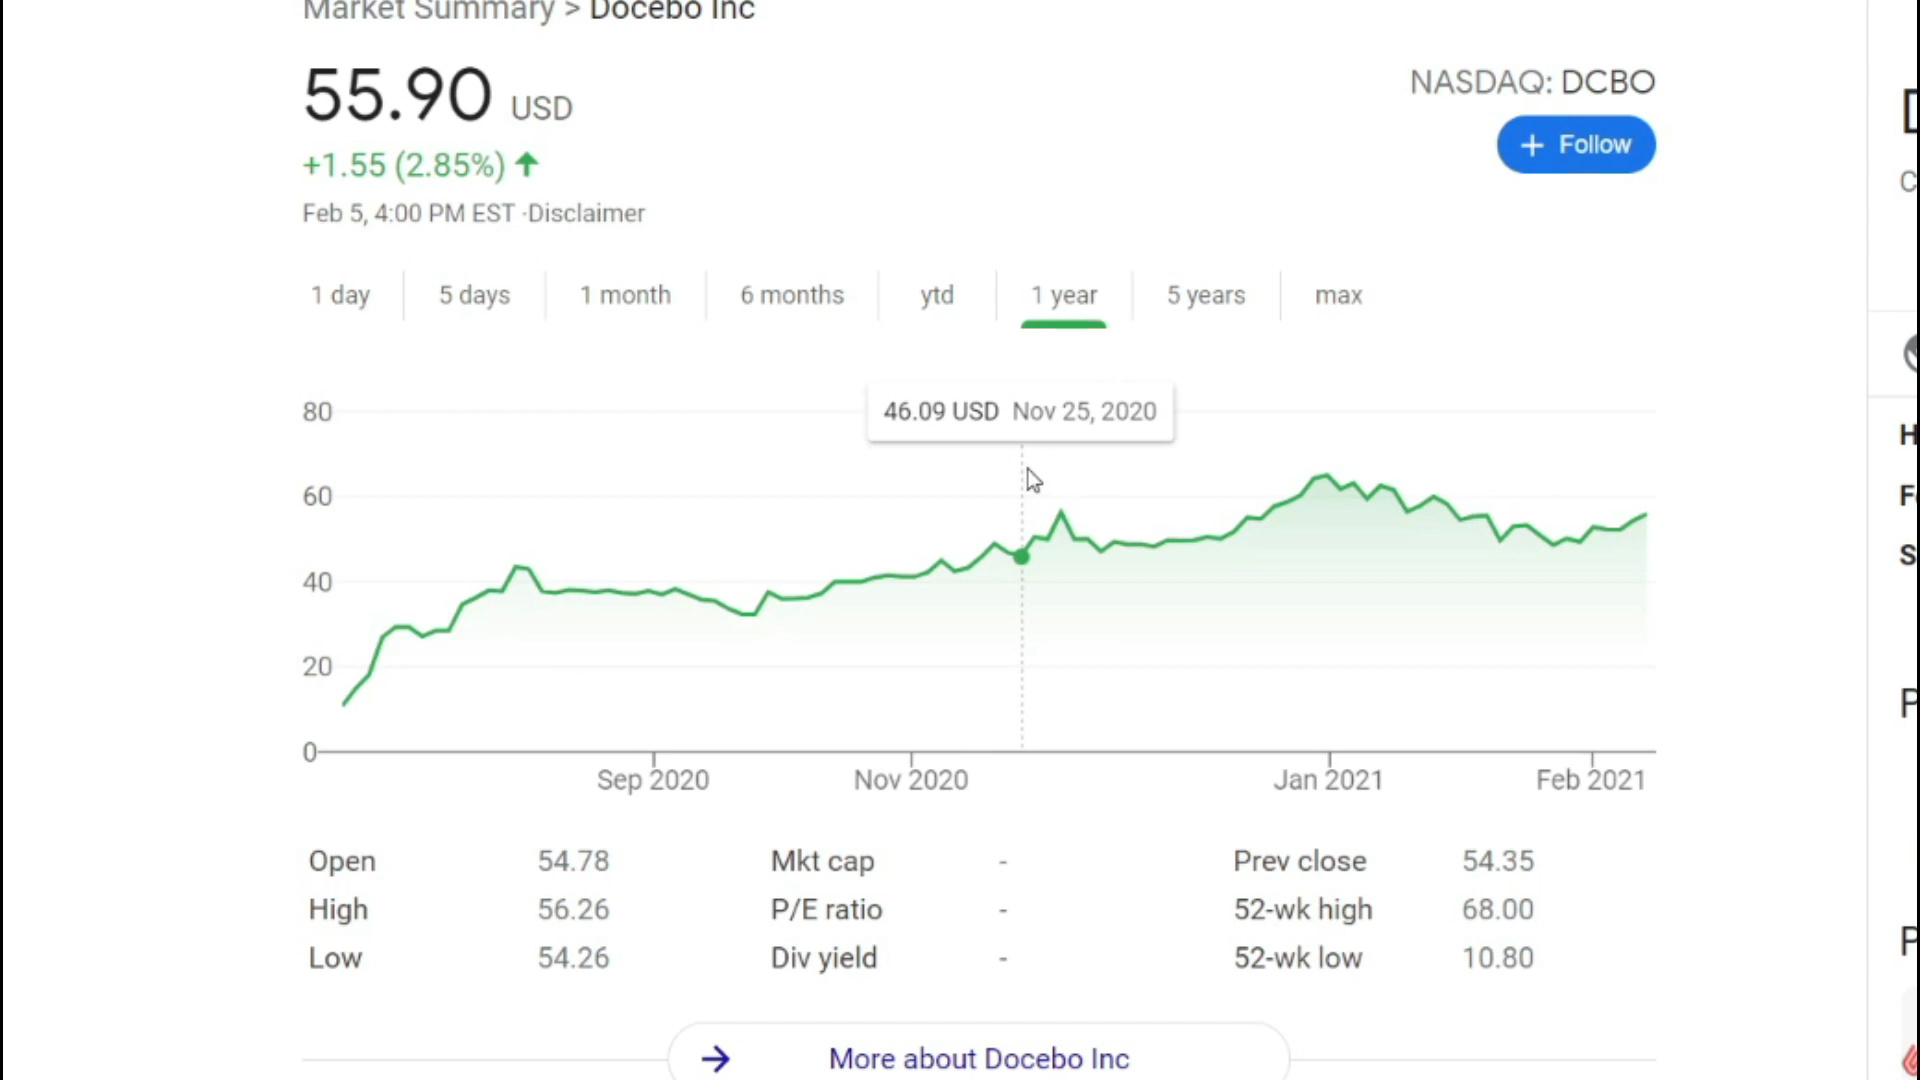 Market Summary > Docebo Inc
55.90 USD
NASDAQ: DCBO
+ Follow
+1.55 (2.85%)
Feb 5, 4:00 PM EST ·Disclaimer
1 day 5 days 1 month 6 months ytd 1 year 5 years max
46.09 USD Nov 25, 2020
80
60
40
20
0
Sep 2020 Nov 2020 Jan 2021 Feb 2021
Open 54.78 Mkt cap - Prev close 54.35
High 56.26 P/E ratio - 52-wk high 68.00
Low 54.26 Div yield - 52-wk low 10.80
More about Docebo Inc